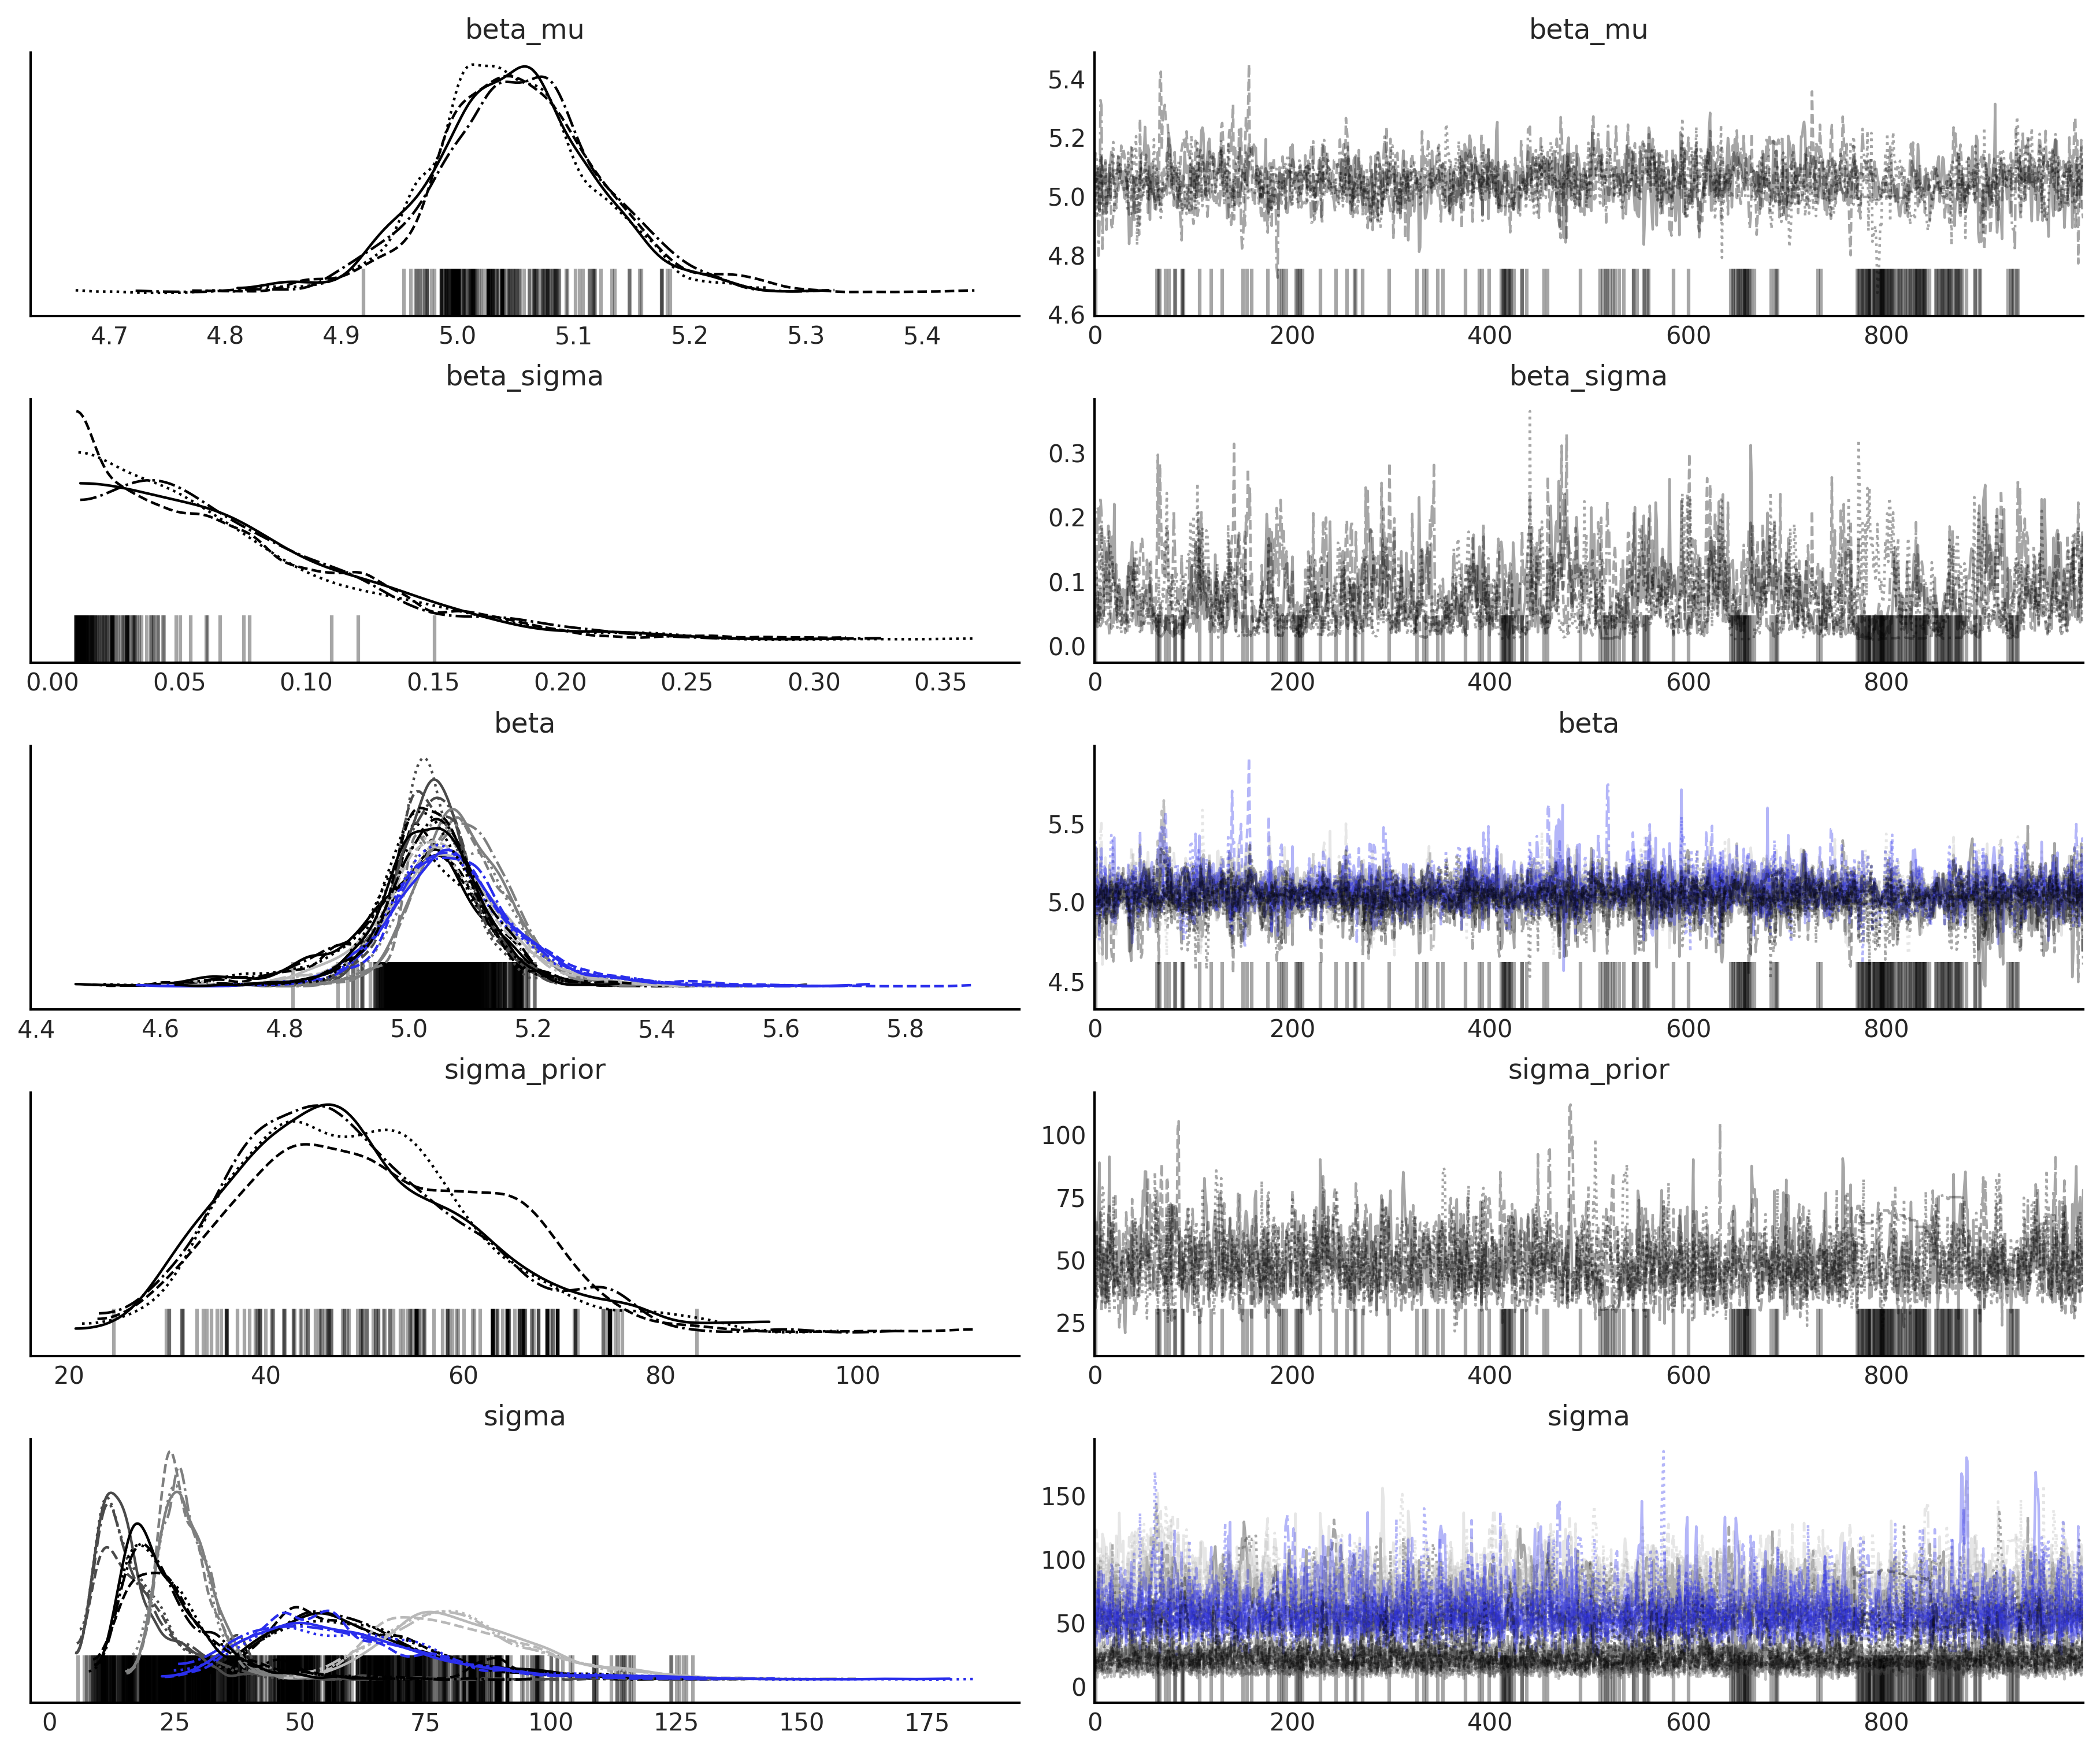 beta_mu
beta_mu
5.4
5.2
5.0
4.8
4.6
4.7 4.8 4.9 5.0 5.1 5.2 5.3 5.4
0 200 400 600 800
beta_sigma
beta_sigma
0.3
0.2
0.1
0.0
0.00 0.05 0.10 0.15 0.20 0.25 0.30 0.35
0 200 400 600 800
beta
beta
5.5
5.0
4.5
4.4 4.6 4.8 5.0 5.2 5.4 5.6 5.8
0 200 400 600 800
sigma_prior
sigma_prior
100
75
50
25
20 40 60 80 100
0 200 400 600 800
sigma
sigma
150
100
50
0
0 25 50 75 100 125 150 175
0 200 400 600 800